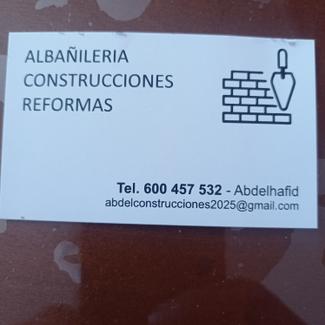 ALBAÑILERIA
CONSTRUCCIONES
REFORMAS
Tel. 600 457 532 - Abdelhafid
abdelconstrucciones2025@gmail.com